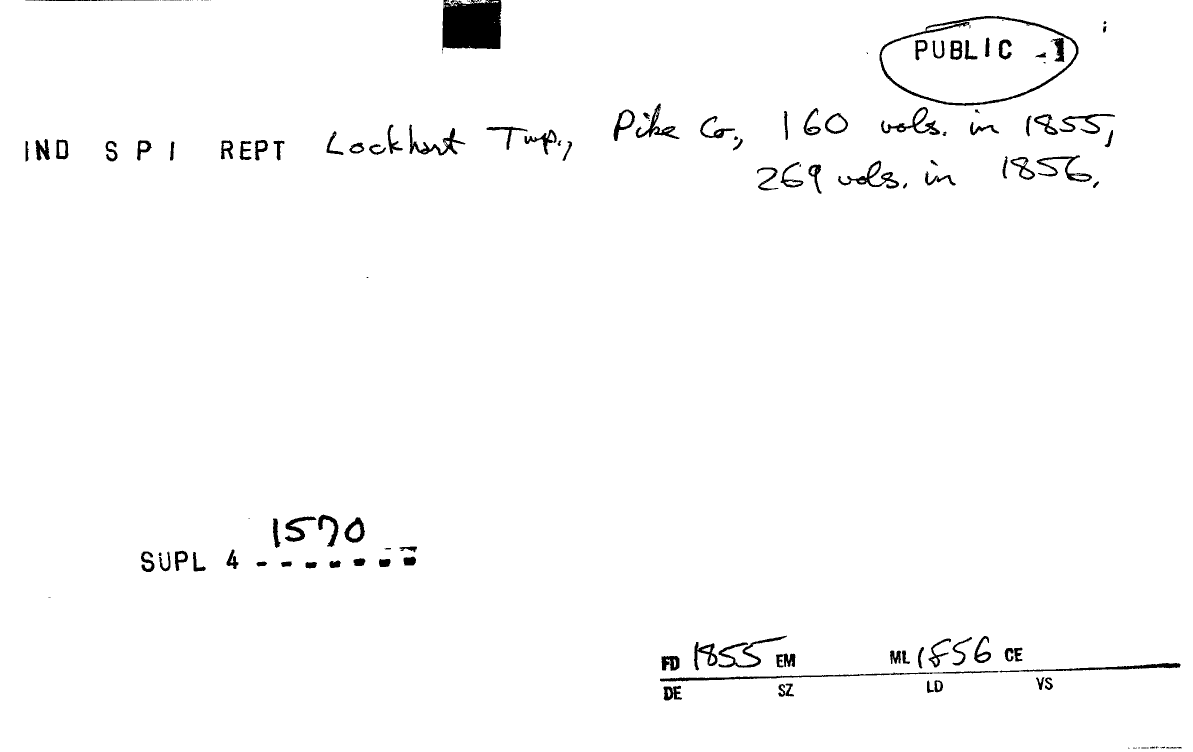 PUBLIC -1
IND S P I REPT Lockhart Twp., Pike Co., 160 vols. in 1855,
269 vols. in 1856.
1570
SUPL 4 -------
FD 1855 EM ML 1856 CE
DE SZ LD VS